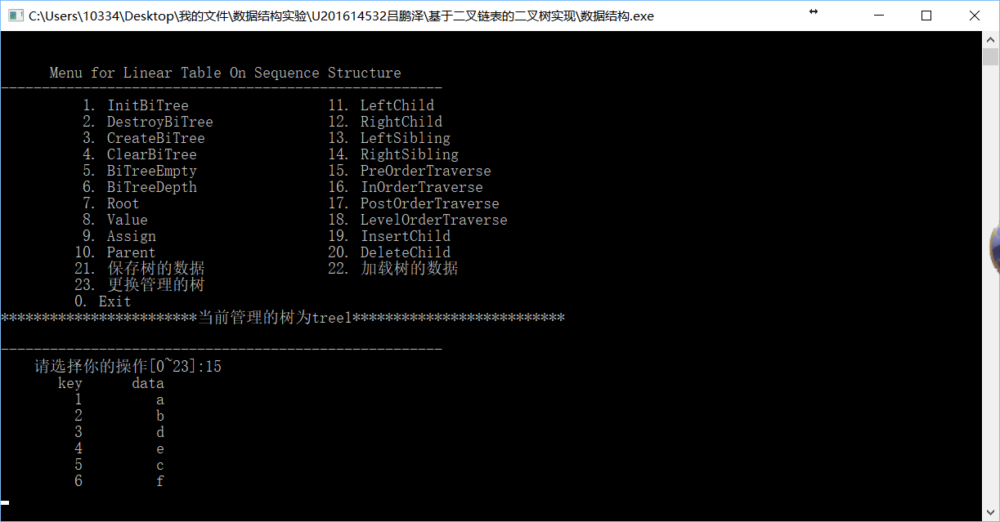 C:\Users\10334\Desktop\我的文件\数据结构实验\U201614532吕鹏泽\基于二叉链表的二叉树实现\数据结构.exe
Menu for Linear Table On Sequence Structure
------------------------------------------------------
1. InitBiTree 11. LeftChild
2. DestroyBiTree 12. RightChild
3. CreateBiTree 13. LeftSibling
4. ClearBiTree 14. RightSibling
5. BiTreeEmpty 15. PreOrderTraverse
6. BiTreeDepth 16. InOrderTraverse
7. Root 17. PostOrderTraverse
8. Value 18. LevelOrderTraverse
9. Assign 19. InsertChild
10. Parent 20. DeleteChild
21. 保存树的数据 22. 加载树的数据
23. 更换管理的树
0. Exit
************************当前管理的树为tree1**************************
------------------------------------------------------
请选择你的操作[0~23]:15
key data
1 a
2 b
3 d
4 e
5 c
6 f